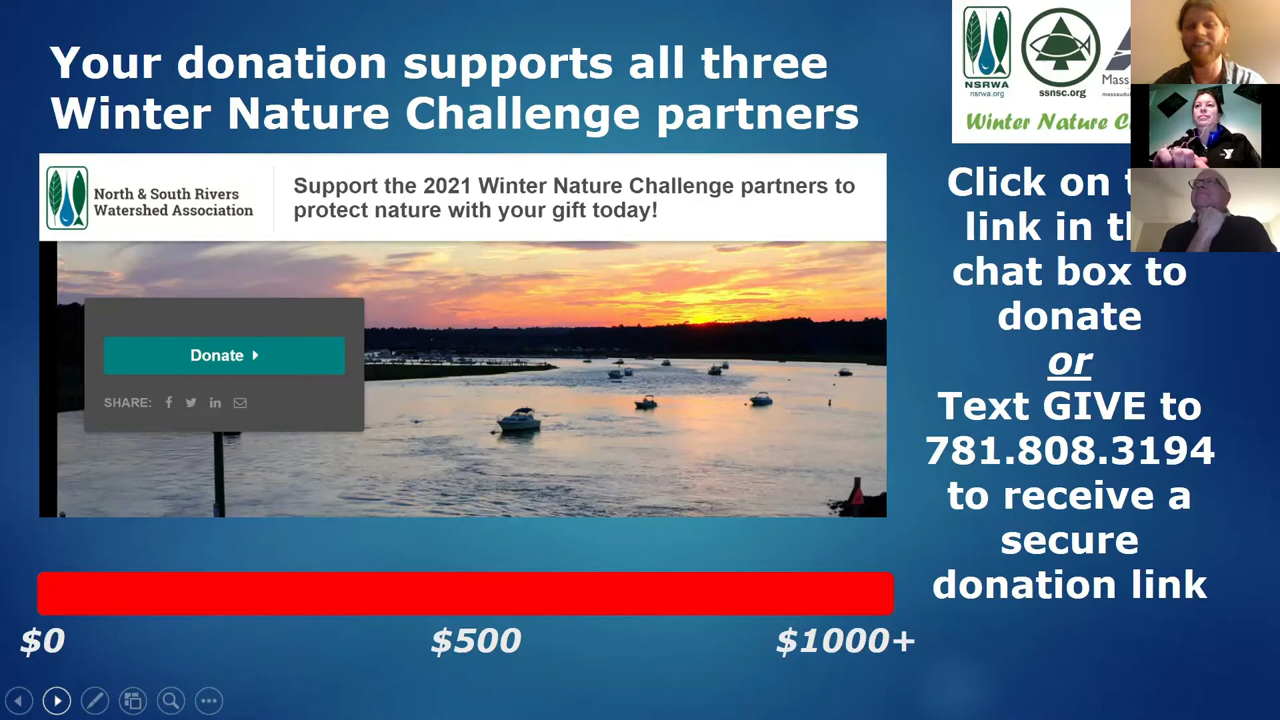 Your donation supports all three
Winter Nature Challenge partners
NSRWA
nsrwa.org
ssnsc.org
Mass
massaudu
Winter Nature C
North & South Rivers
Watershed Association
Support the 2021 Winter Nature Challenge partners to
protect nature with your gift today!
Donate
SHARE:
Click on t
link in th
chat box to
donate
or
Text GIVE to
781.808.3194
to receive a
secure
donation link
$0
$500
$1000+